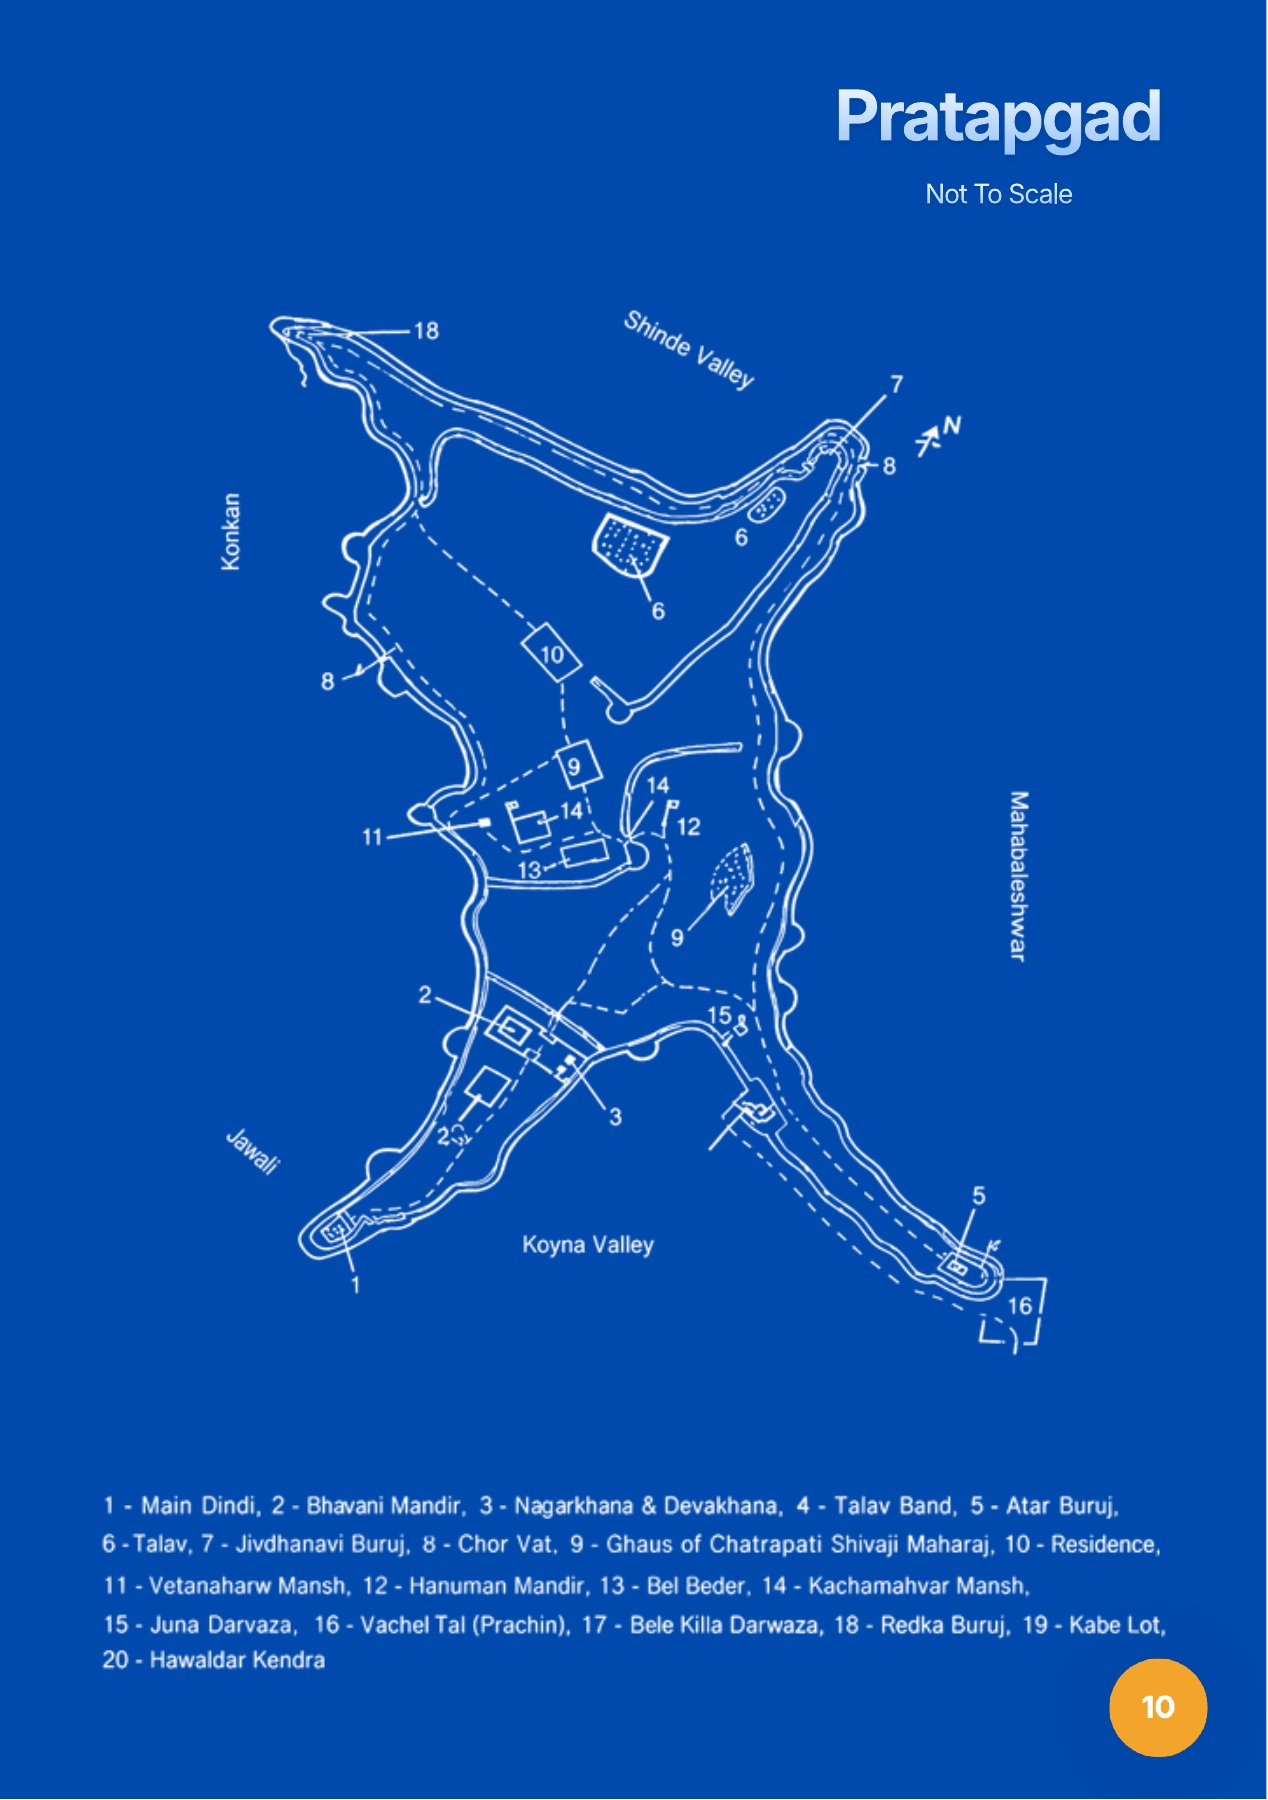 Pratapgad
Not To Scale
18
Shinde Valley
7
N
8
Konkan
6
6
10
8
9
14
14
11
12
13
Mahabaleshwar
9
2
15
3
2
Jawali
5
Koyna Valley
1
16
1 - Main Dindi, 2 - Bhavani Mandir, 3 - Nagarkhana & Devakhana, 4 - Talav Band, 5 - Atar Buruj,
6 - Talav, 7 - Jivdhanavi Buruj, 8 - Chor Vat, 9 - Ghaus of Chatrapati Shivaji Maharaj, 10 - Residence,
11 - Vetanaharw Mansh, 12 - Hanuman Mandir, 13 - Bel Beder, 14 - Kachamahvar Mansh,
15 - Juna Darvaza, 16 - Vachel Tal (Prachin), 17 - Bele Killa Darwaza, 18 - Redka Buruj, 19 - Kabe Lot,
20 - Hawaldar Kendra
10